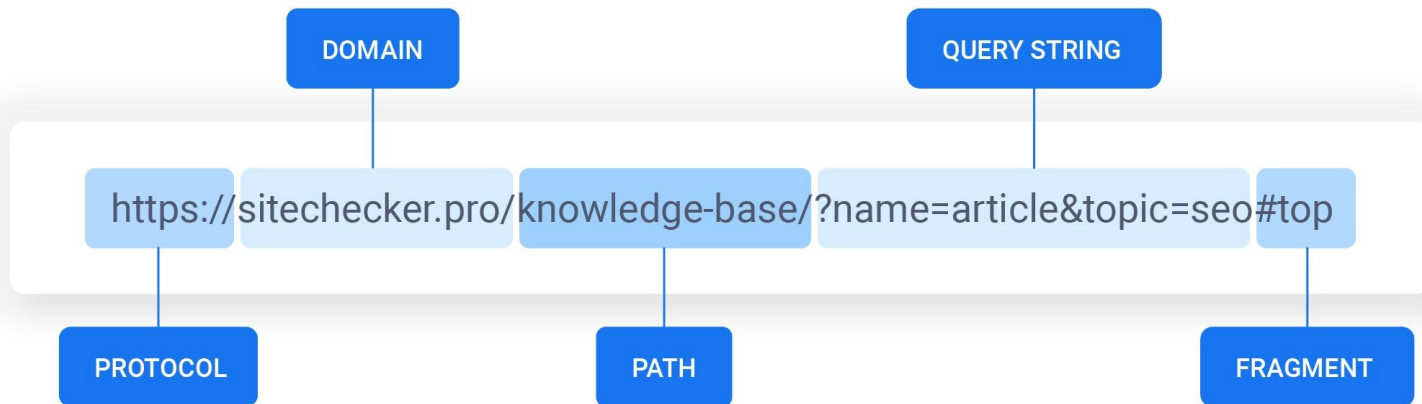 DOMAIN QUERY STRING
https://sitechecker.pro/knowledge-base/?name=article&topic=seo#top
PROTOCOL PATH FRAGMENT